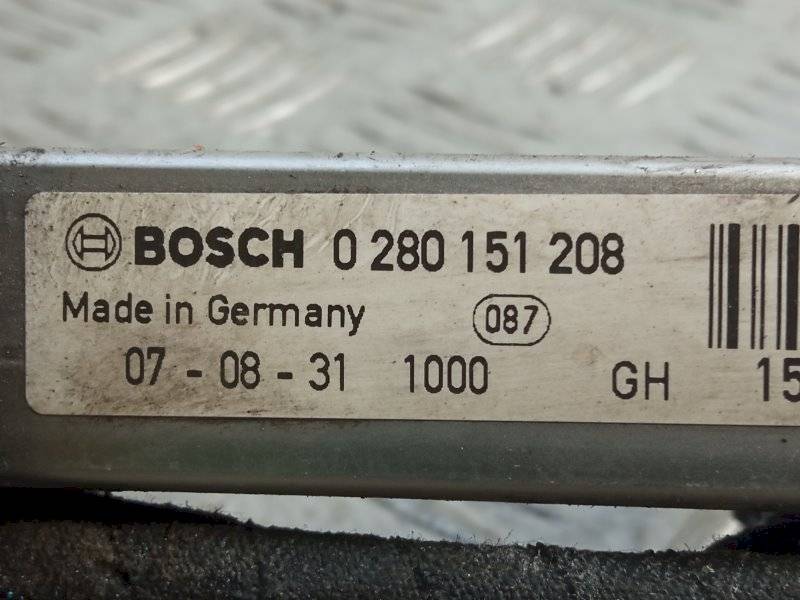 BOSCH 0 280 151 208
Made in Germany 087
07 - 08 - 31 1000 GH 15